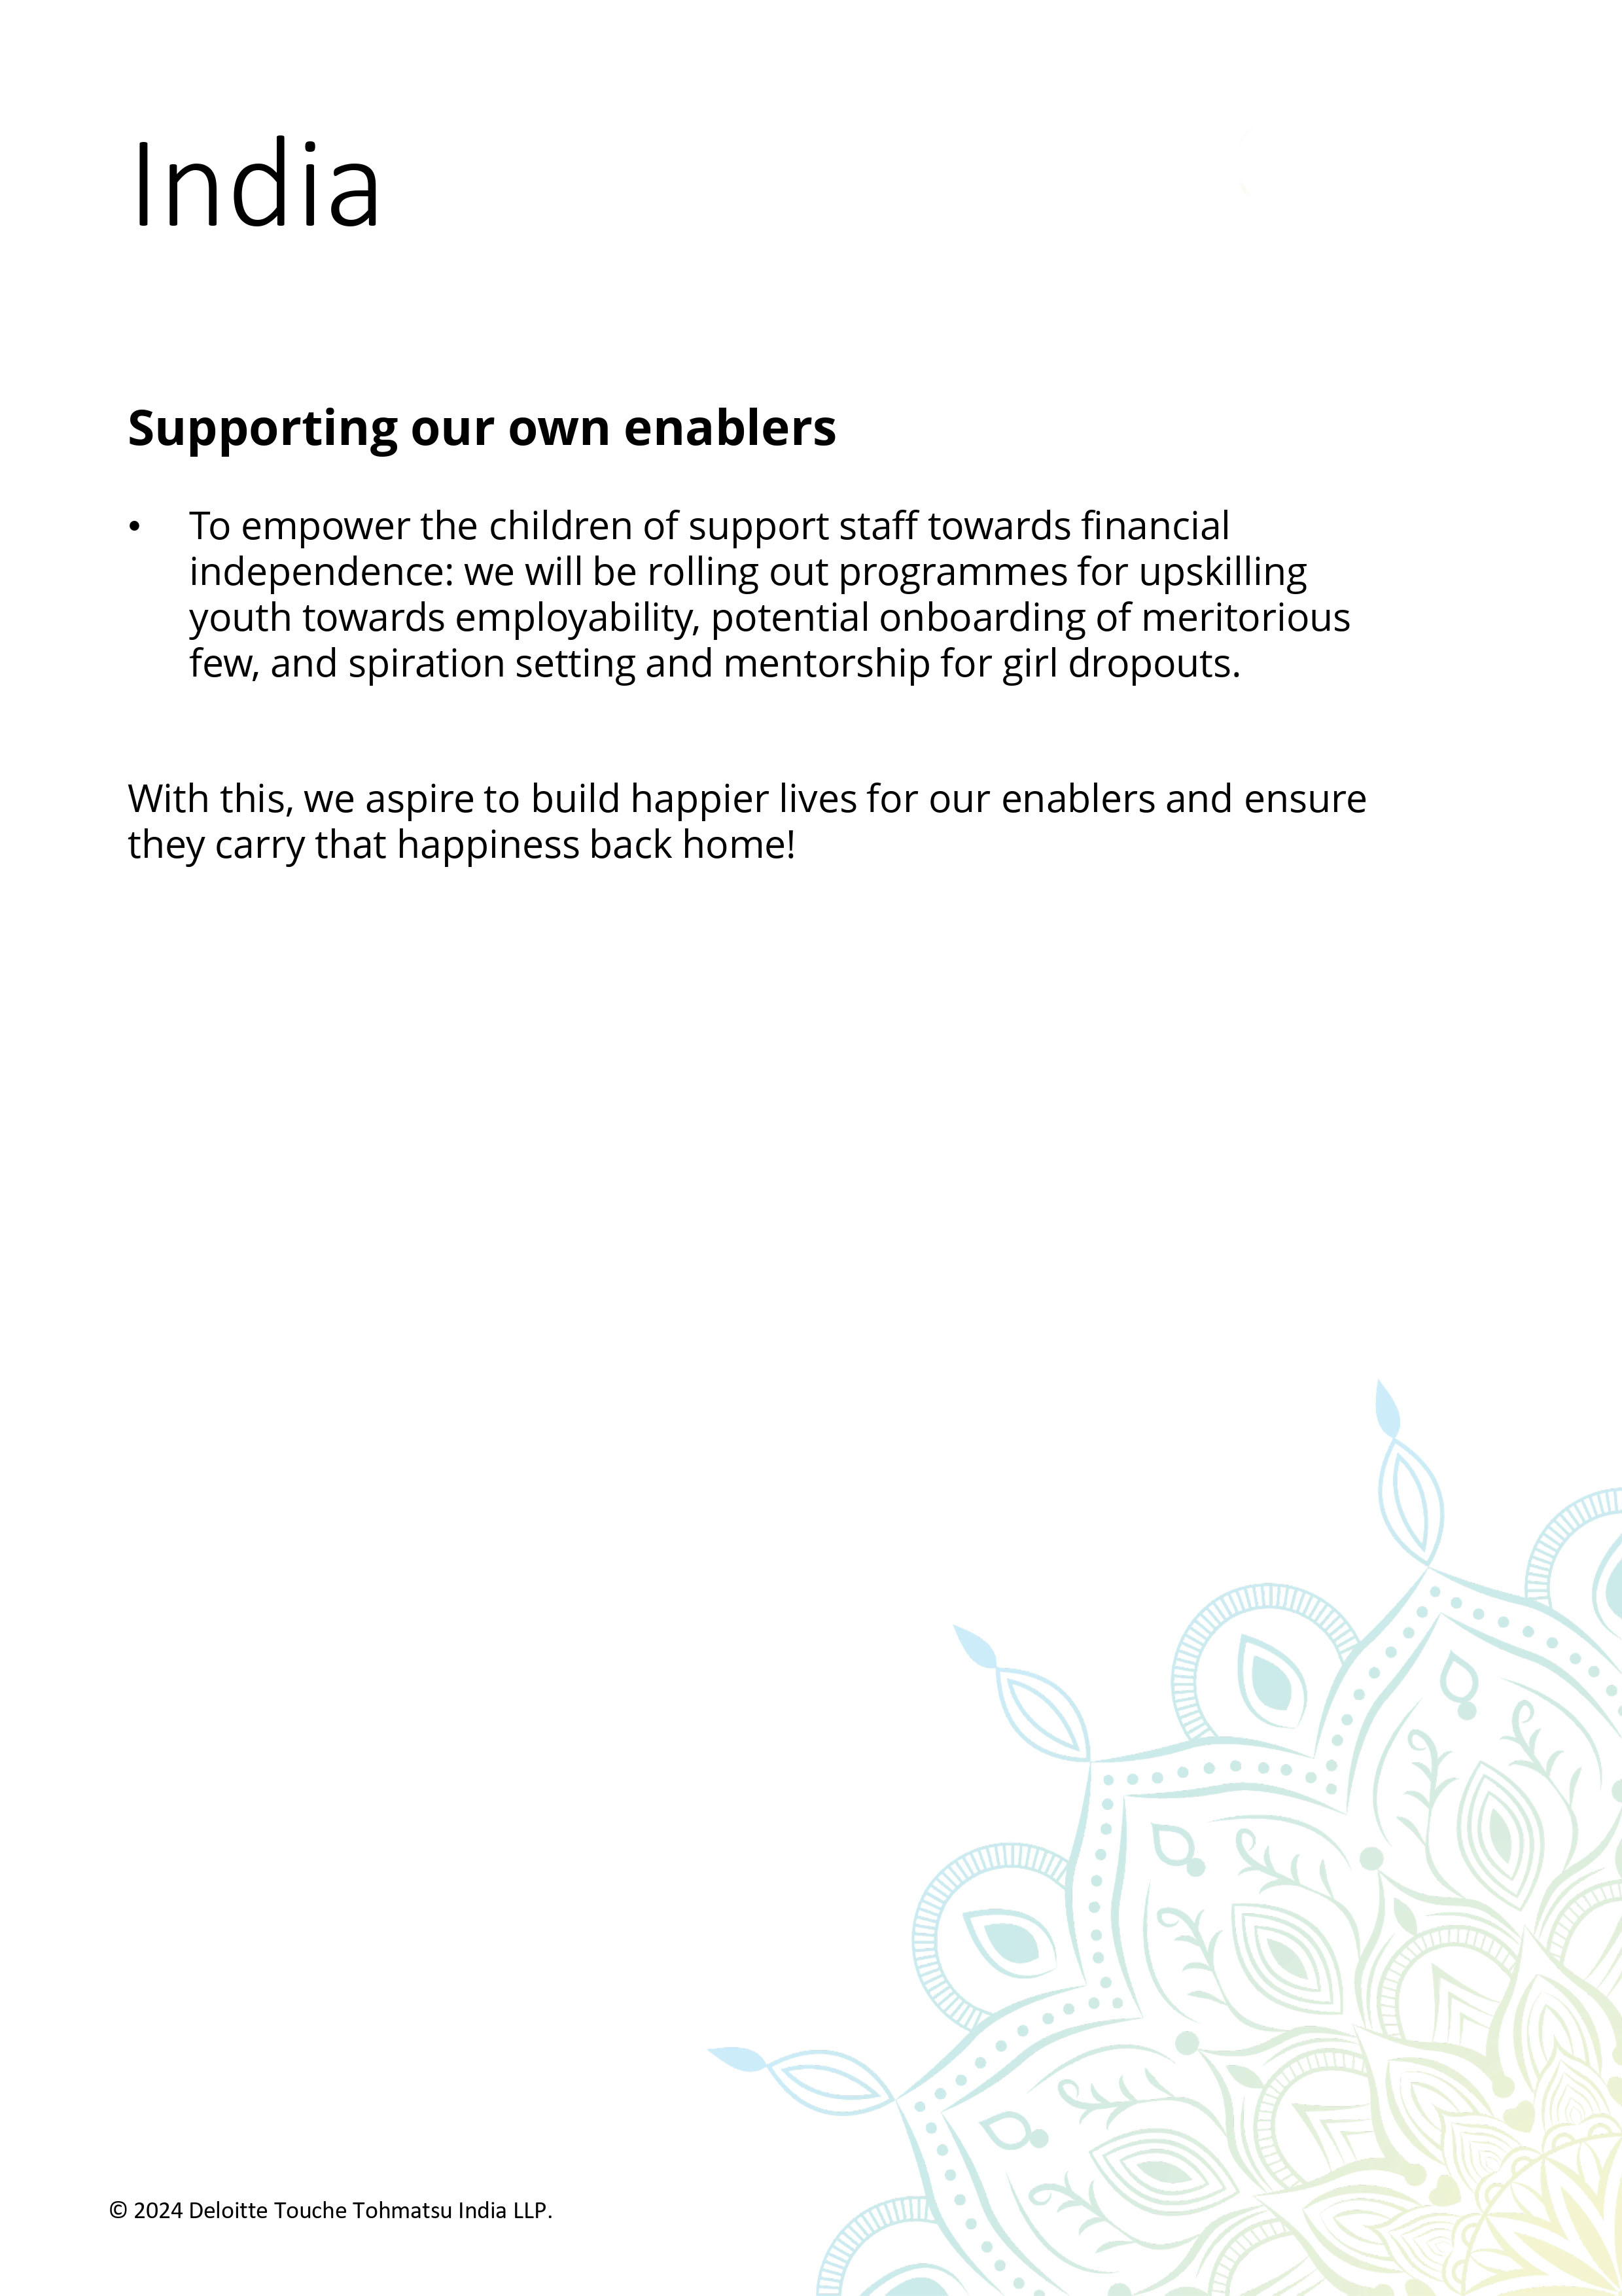 India
Supporting our own enablers
• To empower the children of support staff towards financial
independence: we will be rolling out programmes for upskilling
youth towards employability, potential onboarding of meritorious
few, and spiration setting and mentorship for girl dropouts.
With this, we aspire to build happier lives for our enablers and ensure
they carry that happiness back home!
© 2024 Deloitte Touche Tohmatsu India LLP.